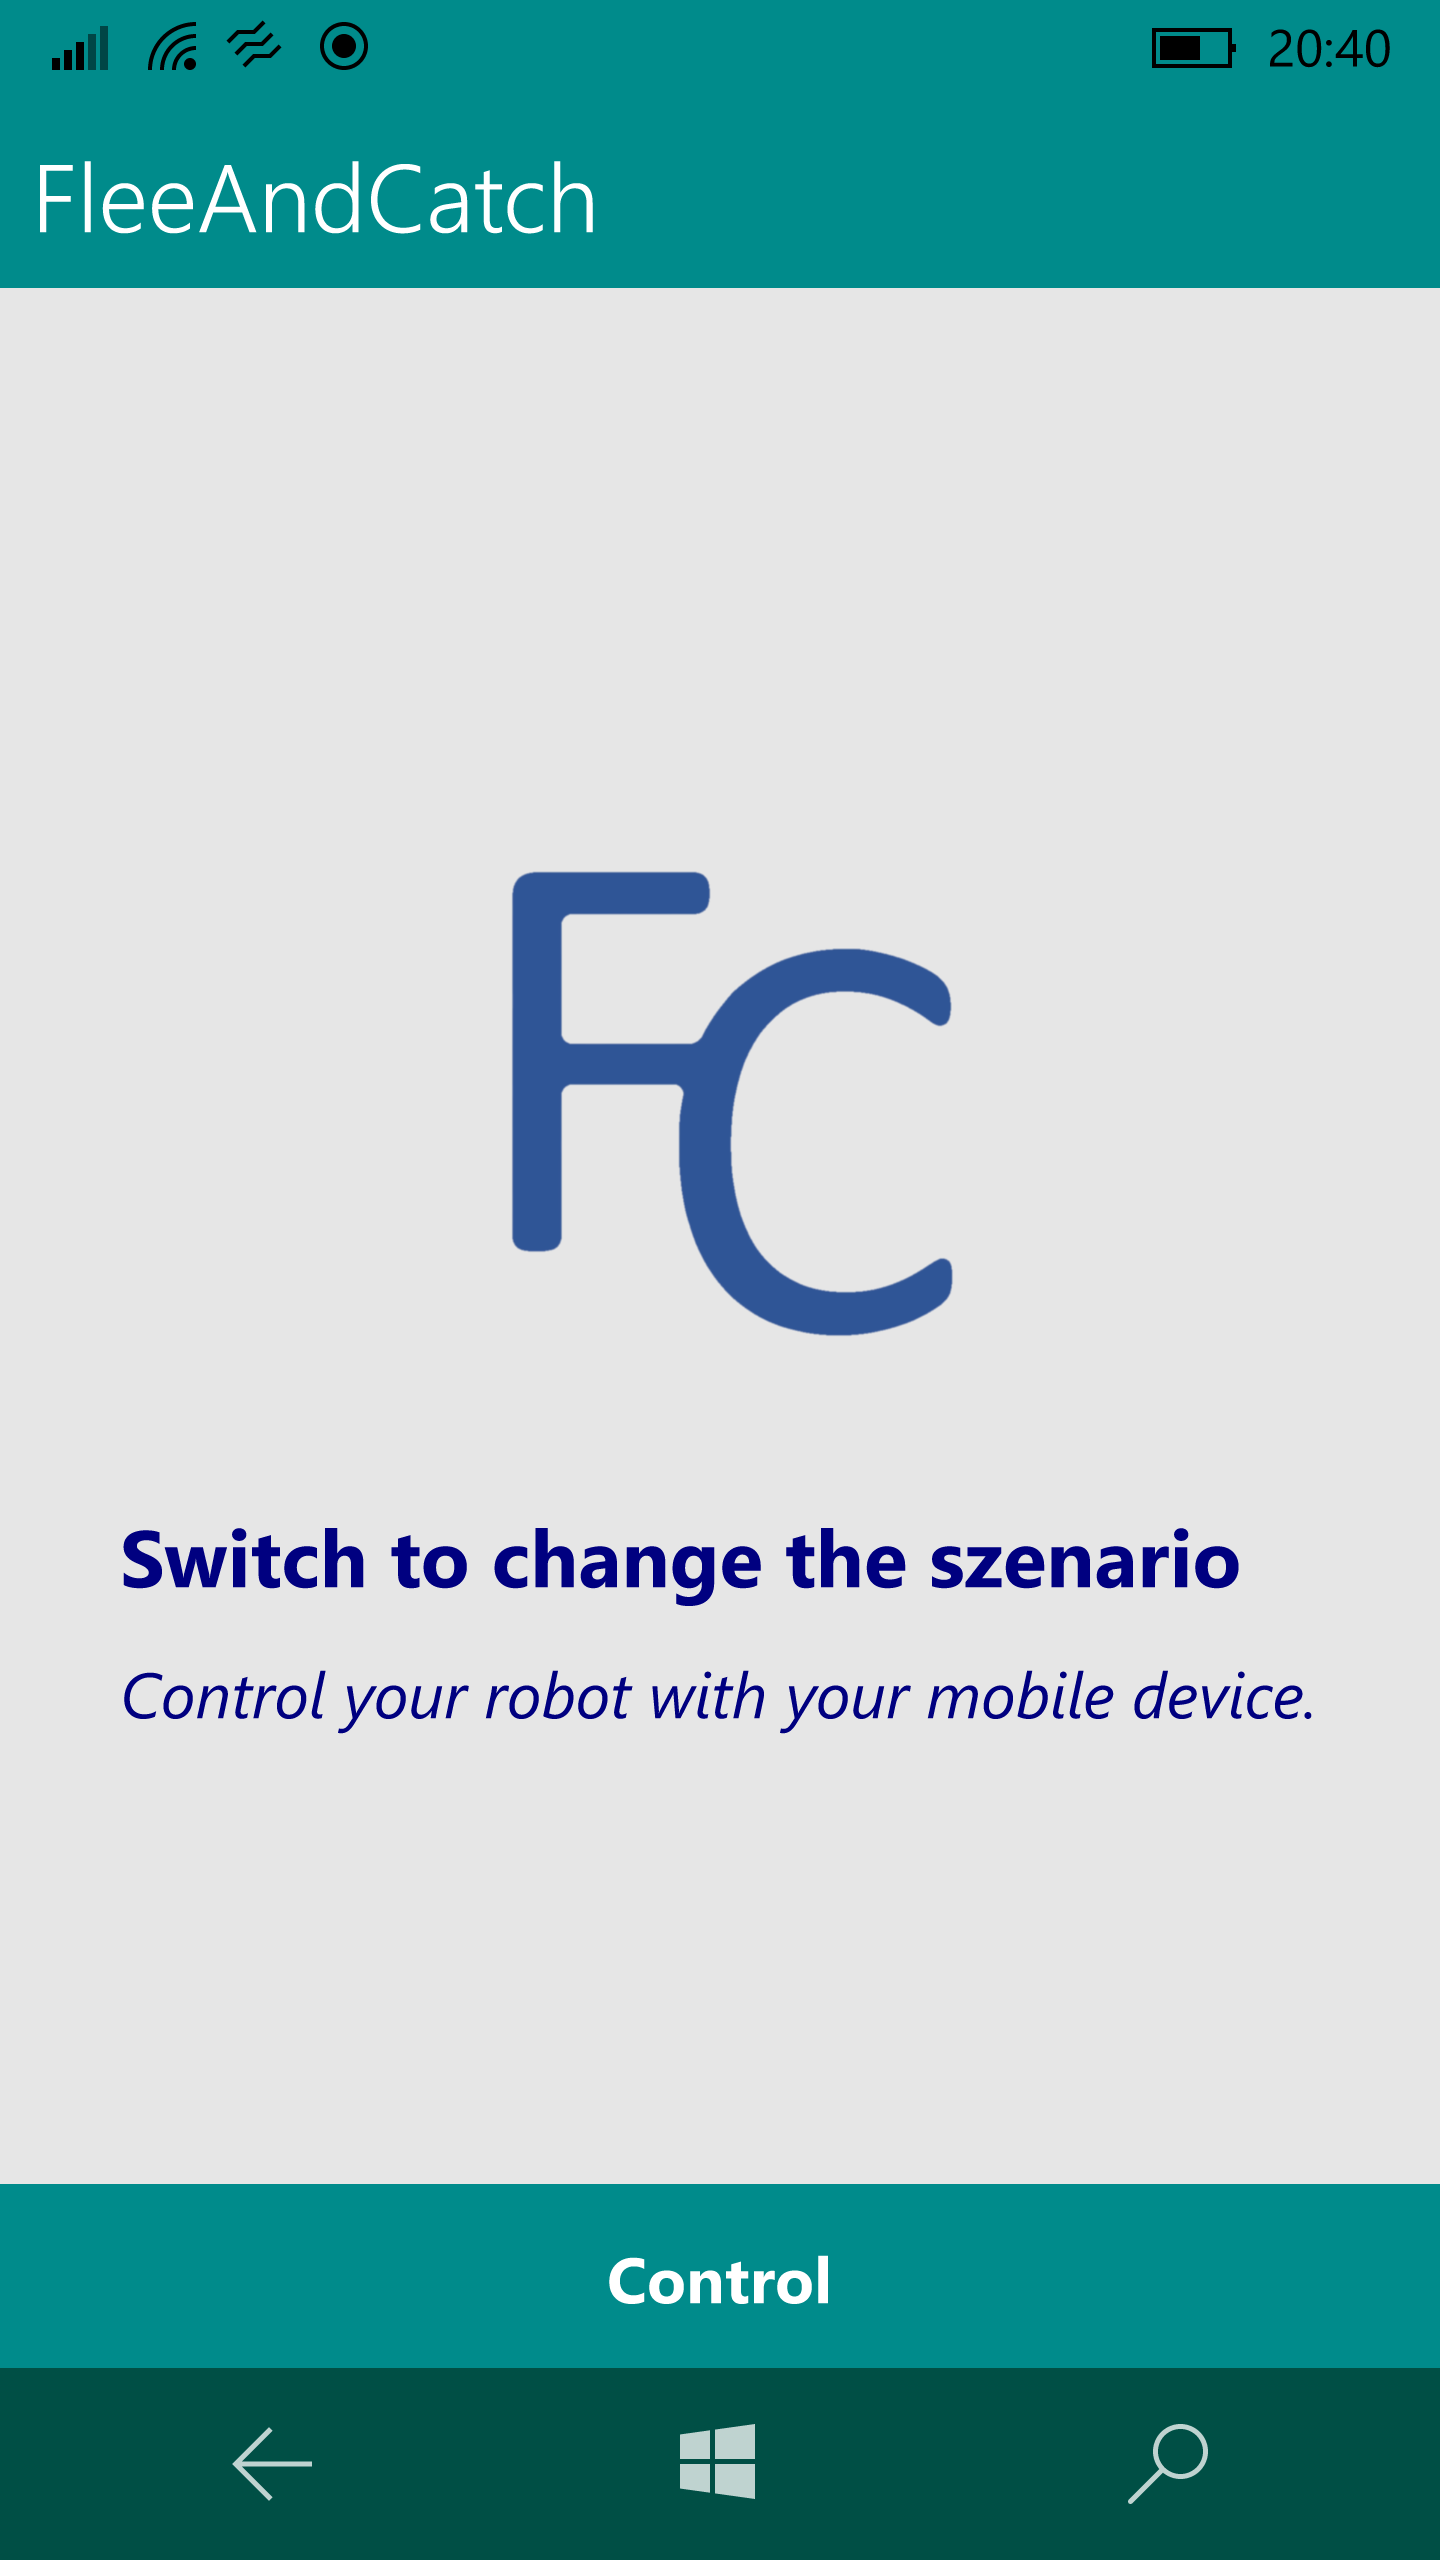 20:40
FleeAndCatch
FC
Switch to change the szenario
Control your robot with your mobile device.
Control